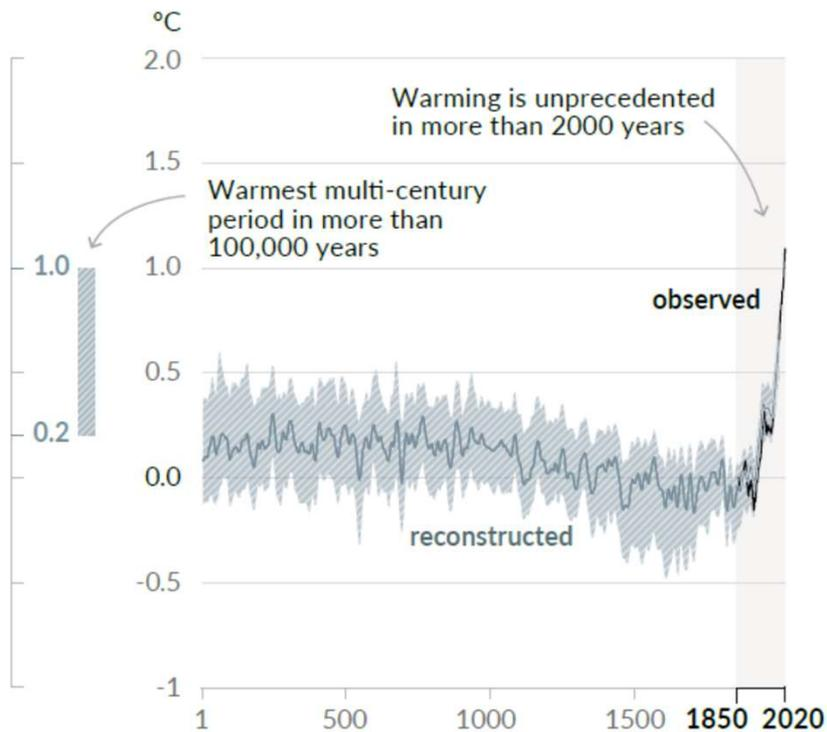 °C
2.0
Warming is unprecedented
in more than 2000 years
1.5
Warmest multi-century
period in more than
100,000 years
1.0
1.0
observed
0.5
0.2
0.0
reconstructed
-0.5
-1
1 500 1000 1500 1850 2020